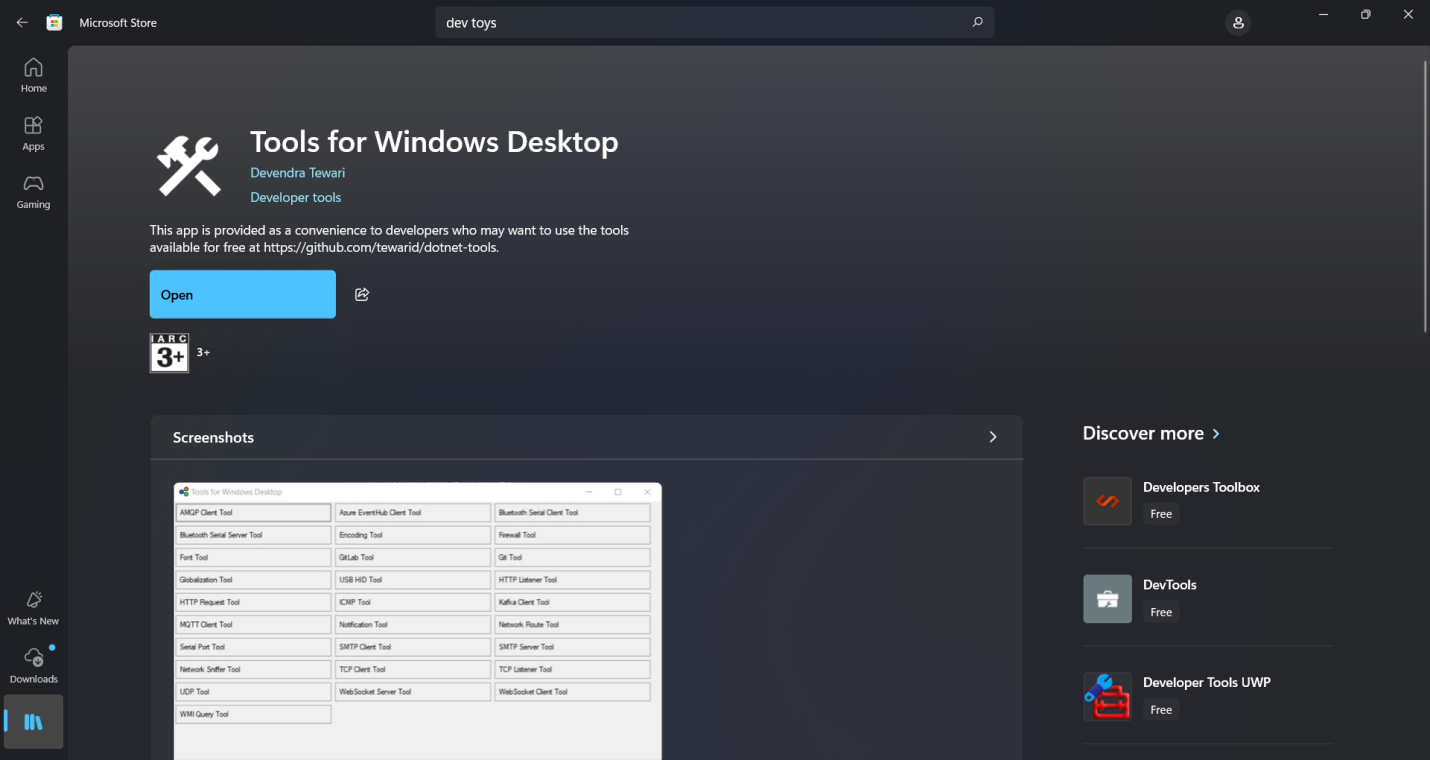 Microsoft Store
dev toys
Home
Apps
Gaming
What's New
Downloads
Tools for Windows Desktop
Devendra Tewari
Developer tools
This app is provided as a convenience to developers who may want to use the tools
available for free at https://github.com/tewarid/dotnet-tools.
Open
IARC
3+
3+
Screenshots
Tools for Windows Desktop
AMQP Client Tool
Azure EventHub Client Tool
Bluetooth Serial Client Tool
Bluetooth Serial Server Tool
Encoding Tool
Firewall Tool
Font Tool
GitLab Tool
Git Tool
Globalization Tool
USB HID Tool
HTTP Listener Tool
HTTP Request Tool
ICMP Tool
Kafka Client Tool
MQTT Client Tool
Notification Tool
Network Route Tool
Serial Port Tool
SMTP Client Tool
SMTP Server Tool
Network Sniffer Tool
TCP Client Tool
TCP Listener Tool
UDP Tool
WebSocket Server Tool
WebSocket Client Tool
WMI Query Tool
Discover more
Developers Toolbox
Free
DevTools
Free
Developer Tools UWP
Free